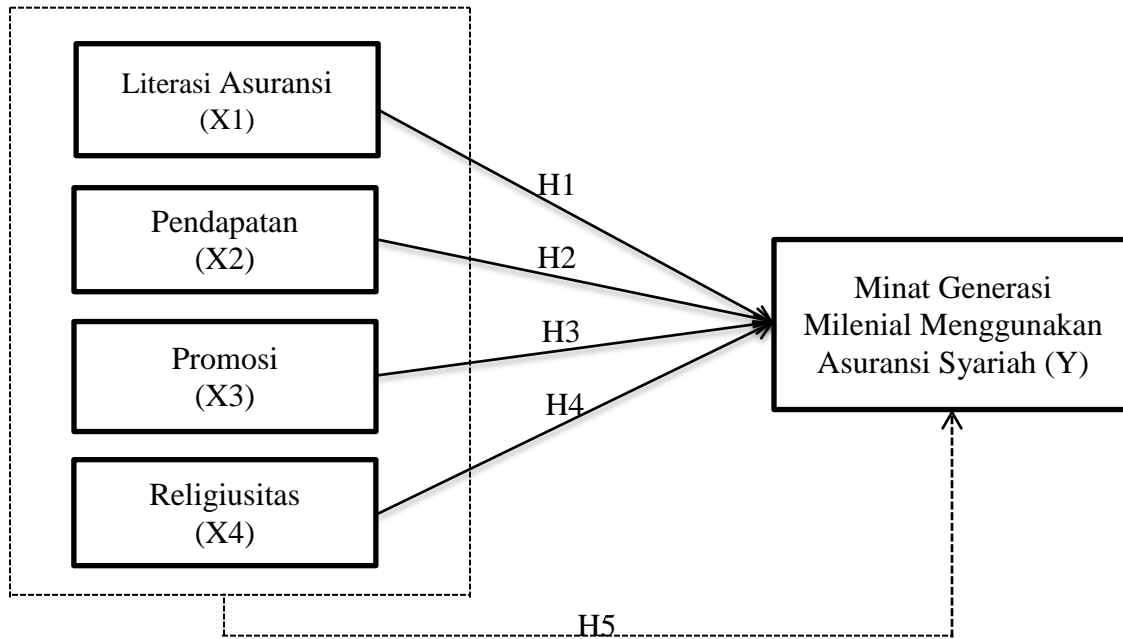 Literasi Asuransi
(X1)
Pendapatan
(X2)
Promosi
(X3)
Religiusitas
(X4)
H1
H2
H3
H4
Minat Generasi
Milenial Menggunakan
Asuransi Syariah (Y)
H5